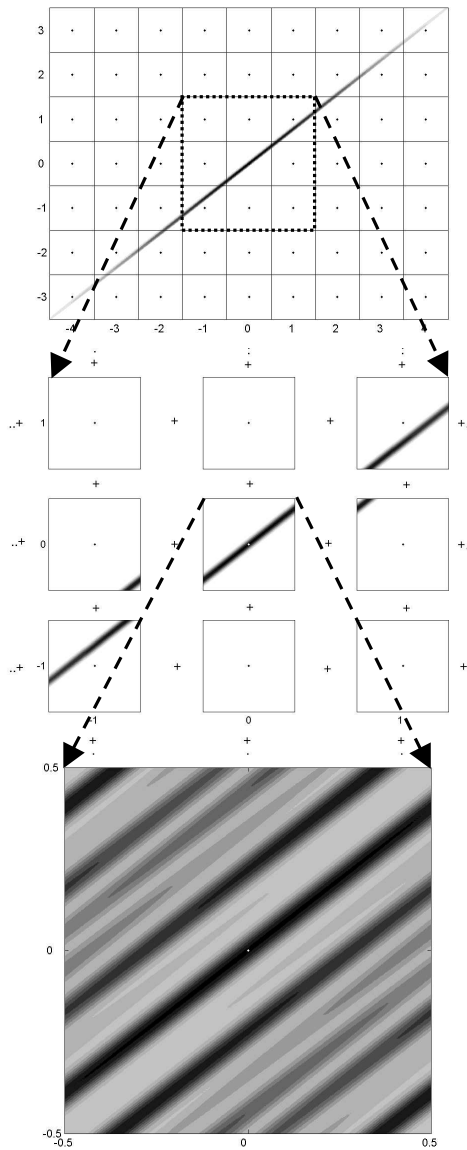 3
2
1
0
-1
-2
-3
-4 -3 -2 -1 0 1 2 3 4
: : :
+ + +
..+ 1 + + +..
+ + +
..+ 0 + + +..
+ + +
..+ -1 + + +
-1 0 1
+ + +
. . .
0.5
0
-0.5
-0.5 0 0.5